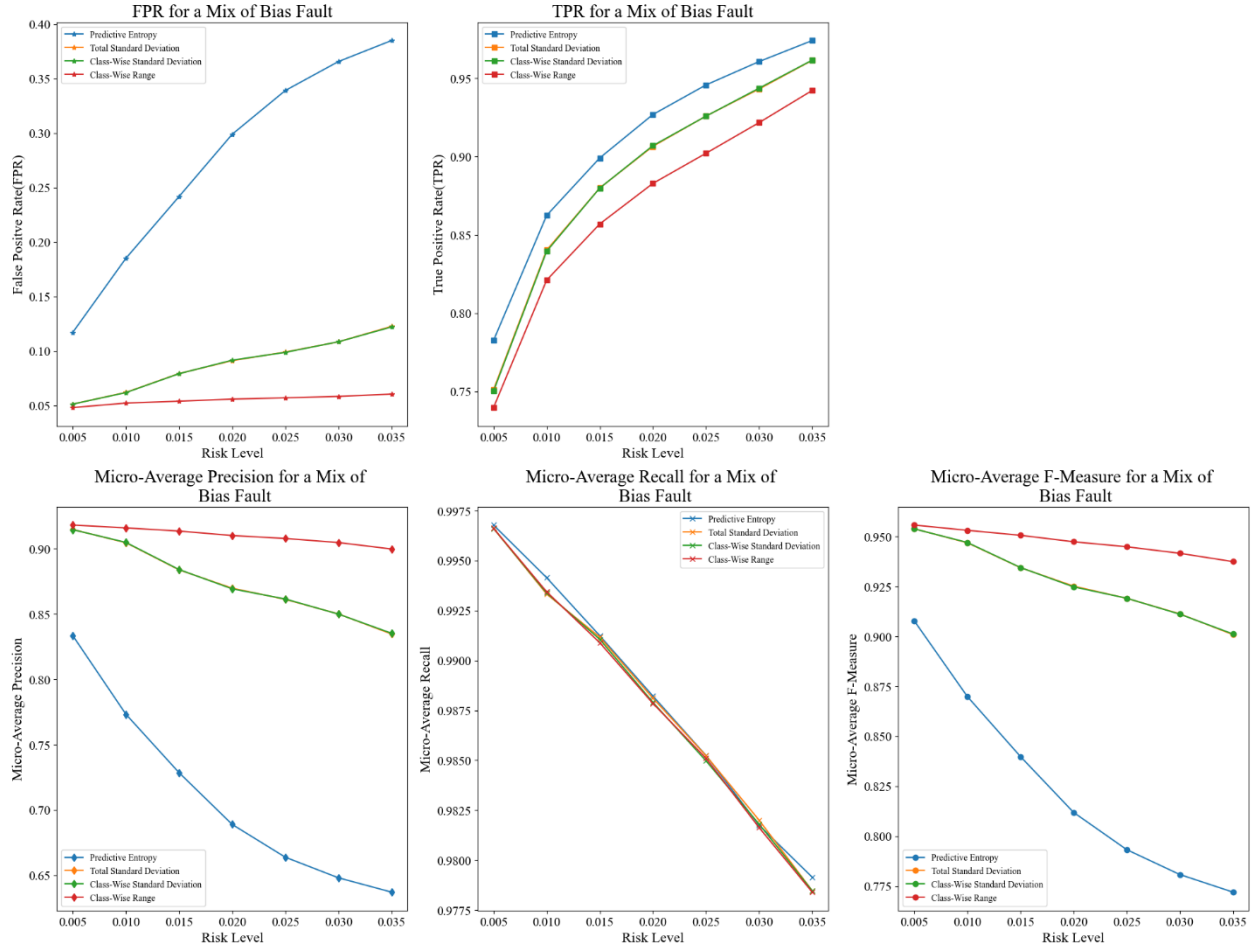 FPR for a Mix of Bias Fault
0.40
0.35
0.30
0.25
0.20
0.15
0.10
0.05
False Positvre Rate(FPR)
Predictive Entropy
Total Standard Deviation
Class-Wise Standard Deviation
Class-Wise Range
0.005 0.010 0.015 0.020 0.025 0.030 0.035
Risk Level
TPR for a Mix of Bias Fault
0.95
0.90
0.85
0.80
0.75
True Positive Rate(TPR)
Predictive Entropy
Total Standard Deviation
Class-Wise Standard Deviation
Class-Wise Range
0.005 0.010 0.015 0.020 0.025 0.030 0.035
Risk Level
Micro-Average Precision for a Mix of
Bias Fault
0.90
0.85
0.80
0.75
0.70
0.65
Micro-Average Precision
Predictive Entropy
Total Standard Deviation
Class-Wise Standard Deviation
Class-Wise Range
0.005 0.010 0.015 0.020 0.025 0.030 0.035
Risk Level
Micro-Average Recall for a Mix of
Bias Fault
0.9975
0.9950
0.9925
0.9900
0.9875
0.9850
0.9825
0.9800
0.9775
Micro-Average Recall
Predictive Entropy
Total Standard Deviation
Class-Wise Standard Deviation
Class-Wise Range
0.005 0.010 0.015 0.020 0.025 0.030 0.035
Risk Level
Micro-Average F-Measure for a Mix of
Bias Fault
0.950
0.925
0.900
0.875
0.850
0.825
0.800
0.775
Micro-Average F-Measure
Predictive Entropy
Total Standard Deviation
Class-Wise Standard Deviation
Class-Wise Range
0.005 0.010 0.015 0.020 0.025 0.030 0.035
Risk Level